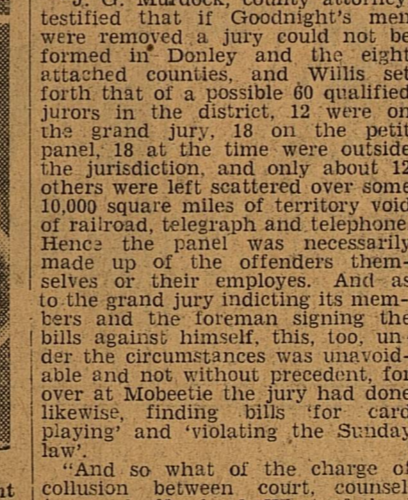 J. G. Murdock, county attorney,
testified that if Goodnight's men
were removed a jury could not be
formed in Donley and the eight
attached counties, and Willis set
forth that of a possible 60 qualified
jurors in the district, 12 were on
the grand jury, 18 on the petit
panel, 18 at the time were outside
the jurisdiction, and only about 12
others were left scattered over some
10,000 square miles of territory void
of railroad, telegraph and telephone
Hence the panel was necessarily
made up of the offenders them-
selves or their employes. And as
to the grand jury indicting its mem-
bers and the foreman signing the
bills against himself, this, too, un-
der the circumstances was unavoid-
able and not without precedent, for
over at Mobeetie the jury had done
likewise, finding bills 'for card
playing' and 'violating the Sunday
law'.
"And so what of the charge of
collusion between court, counsel
nt